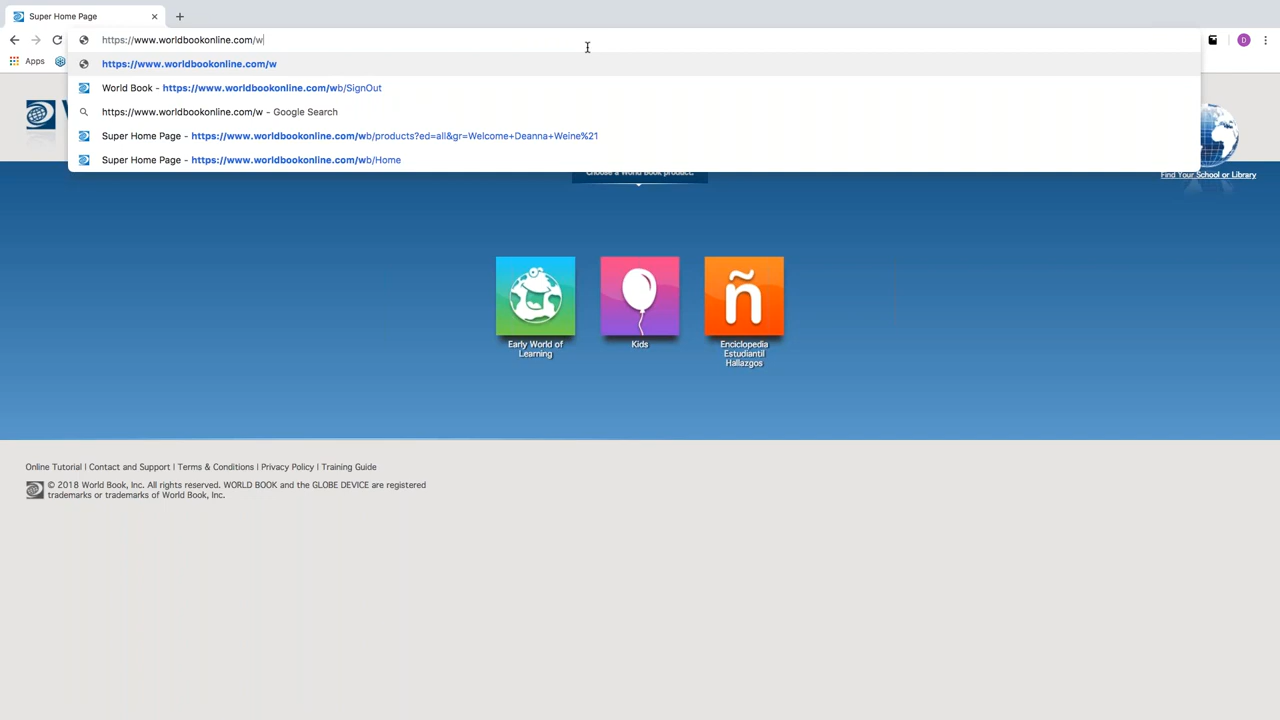 Super Home Page
https://www.worldbookonline.com/w
Apps
D
https://www.worldbookonline.com/w
World Book - https://www.worldbookonline.com/wb/SignOut
https://www.worldbookonline.com/w - Google Search
Super Home Page - https://www.worldbookonline.com/wb/products?ed=all&gr=Welcome+Deanna+Weine%21
Super Home Page - https://www.worldbookonline.com/wb/Home
Choose a World Book product.
Find Your School or Library
ñ
Early World of
Learning
Kids
Enciclopedia
Estudiantil
Hallazgos
Online Tutorial | Contact and Support | Terms & Conditions | Privacy Policy | Training Guide
© 2018 World Book, Inc. All rights reserved. WORLD BOOK and the GLOBE DEVICE are registered
trademarks or trademarks of World Book, Inc.